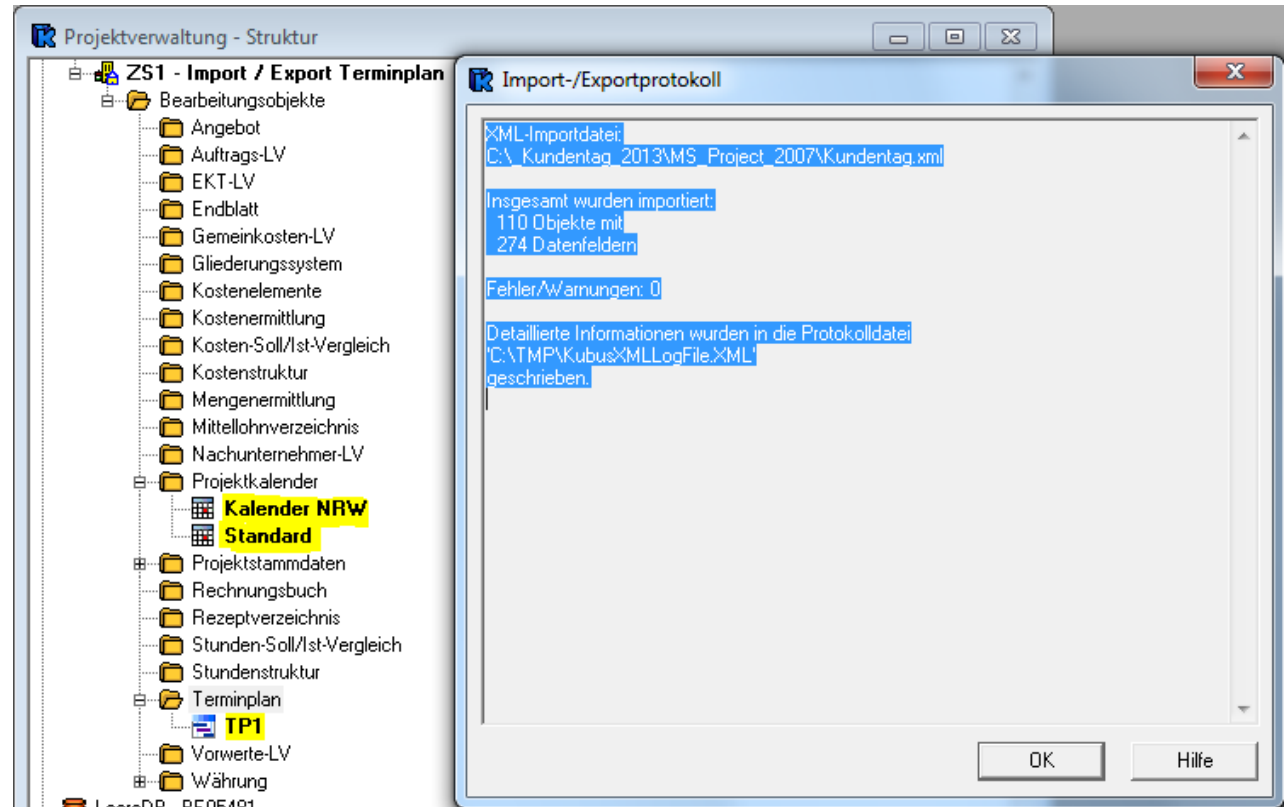 Projektverwaltung - Struktur
ZS1 - Import / Export Terminplan
Bearbeitungsobjekte
Angebot
Auftrags-LV
EKT-LV
Endblatt
Gemeinkosten-LV
Gliederungssystem
Kostenelemente
Kostenermittlung
Kosten-Soll/Ist-Vergleich
Kostenstruktur
Mengenermittlung
Mittellohnverzeichnis
Nachunternehmer-LV
Projektkalender
Kalender NRW
Standard
Projektstammdaten
Rechnungsbuch
Rezeptverzeichnis
Stunden-Soll/Ist-Vergleich
Stundenstruktur
Terminplan
TP1
Vorwerte-LV
Währung
Import-/Exportprotokoll
XML-Importdatei:
C:\_Kundentag_2013\MS_Project_2007\Kundentag.xml
Insgesamt wurden importiert:
110 Objekte mit
274 Datenfeldern
Fehler/Warnungen: 0
Detaillierte Informationen wurden in die Protokolldatei
'C:\TMP\KubusXMLLogFile.XML'
geschrieben.
OK
Hilfe